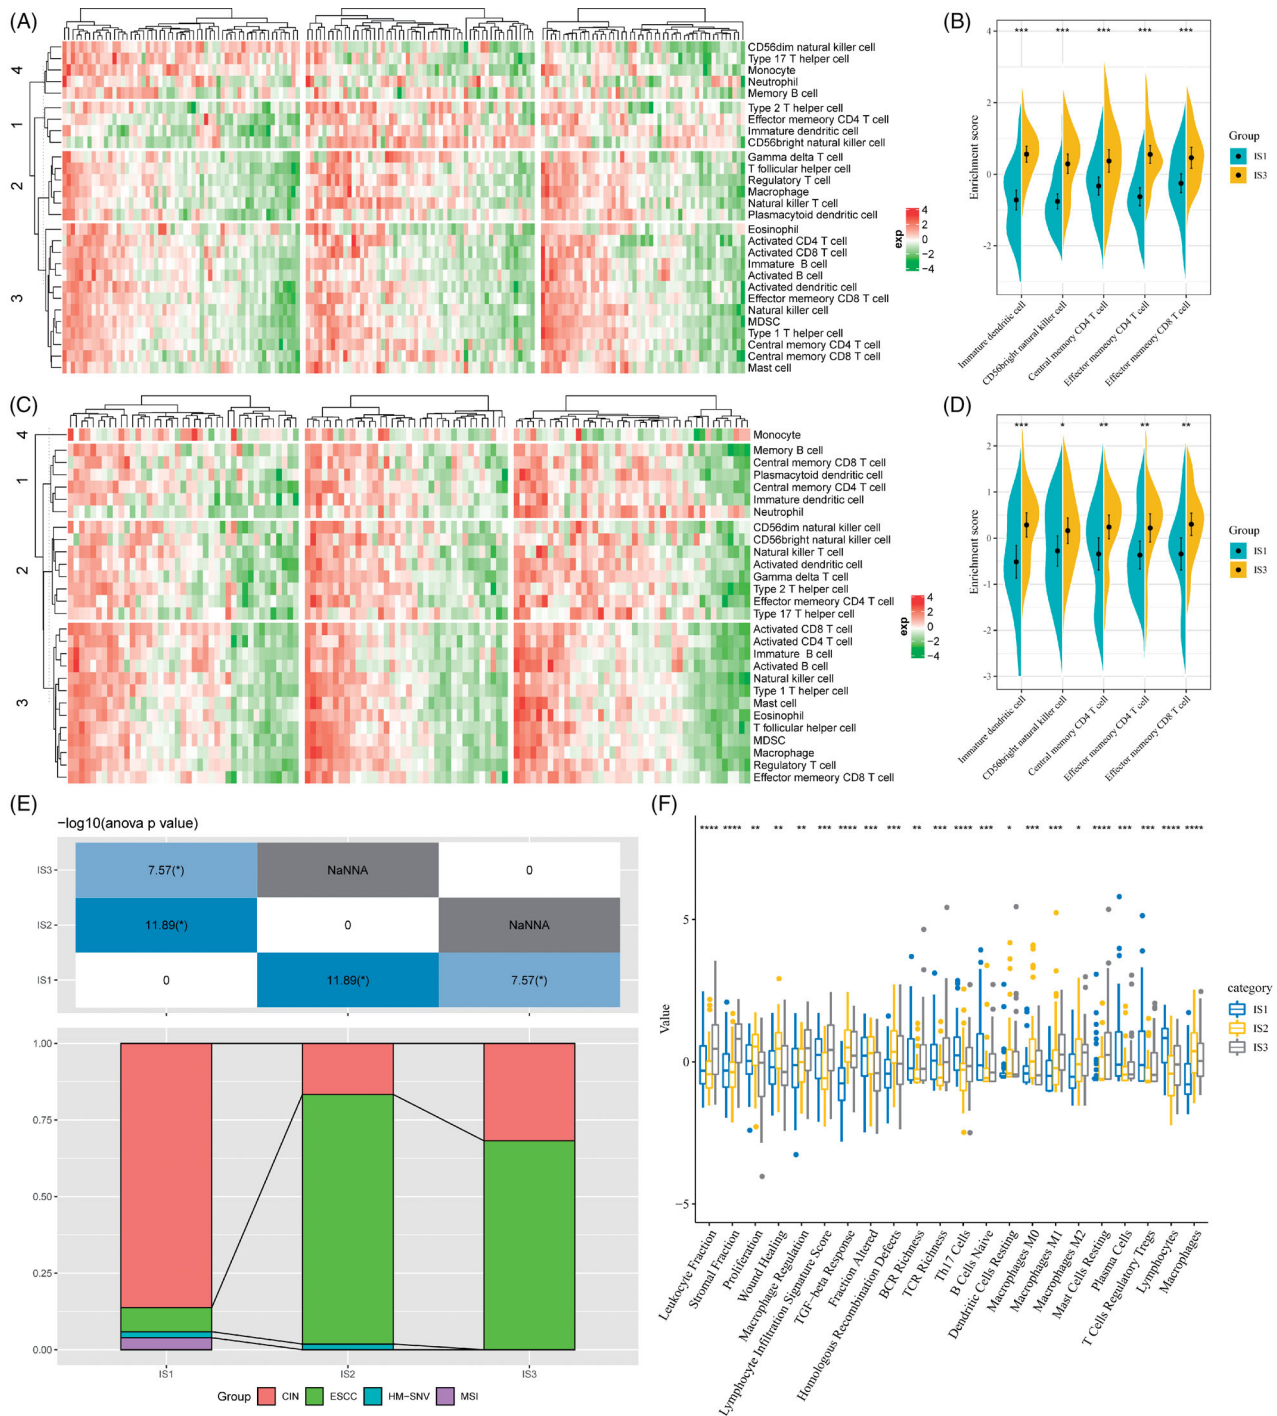 (A)
4
1
2
3
CD56dim natural killer cell
Type 17 T helper cell
Monocyte
Neutrophil
Memory B cell
Type 2 T helper cell
Effector memeory CD4 T cell
Immature dendritic cell
CD56bright natural killer cell
Gamma delta T cell
T follicular helper cell
Regulatory T cell
Macrophage
Natural killer T cell
Plasmacytoid dendritic cell
Eosinophil
Activated CD4 T cell
Activated CD8 T cell
Immature B cell
Activated B cell
Activated dendritic cell
Effector memeory CD8 T cell
Natural killer cell
MDSC
Type 1 T helper cell
Central memory CD4 T cell
Central memory CD8 T cell
Mast cell
exp
4
2
0
−2
−4
(B)
*** *** *** *** ***
Enrichment score
4
2
0
-2
Immature dendritic cell
CD56bright natural killer cell
Central memory CD4 T cell
Effector memeory CD4 T cell
Effector memeory CD8 T cell
Group
IS1
IS3
(C)
4
1
2
3
Monocyte
Memory B cell
Central memory CD8 T cell
Plasmacytoid dendritic cell
Central memory CD4 T cell
Immature dendritic cell
Neutrophil
CD56dim natural killer cell
CD56bright natural killer cell
Natural killer T cell
Activated dendritic cell
Gamma delta T cell
Type 2 T helper cell
Effector memeory CD4 T cell
Type 17 T helper cell
Activated CD8 T cell
Activated CD4 T cell
Immature B cell
Activated B cell
Natural killer cell
Type 1 T helper cell
Mast cell
Eosinophil
T follicular helper cell
MDSC
Macrophage
Regulatory T cell
Effector memeory CD8 T cell
exp
4
2
0
−2
−4
(D)
*** * ** ** **
Enrichment score
2
1
0
-1
-2
-3
Immature dendritic cell
CD56bright natural killer cell
Central memory CD4 T cell
Effector memeory CD4 T cell
Effector memeory CD8 T cell
Group
IS1
IS3
(E)
−log10(anova p value)
IS3 7.57(*) NaNNA 0
IS2 11.89(*) 0 NaNNA
IS1 0 11.89(*) 7.57(*)
1.00
0.75
0.50
0.25
0.00
IS1 IS2 IS3
Group CIN ESCC HM−SNV MSI
(F)
**** **** ** ** ** *** **** *** *** ** *** **** *** * *** *** * **** *** *** **** ****
Value
5
0
−5
Leukocyte Fraction
Stromal Fraction
Proliferation
Wound Healing
Macrophage Regulation
Lymphocyte Infiltration Signature Score
TGF−beta Response
Fraction Altered
Homologous Recombination Defects
BCR Richness
TCR Richness
Th17 Cells
B Cells Naive
Dendritic Cells Resting
Macrophages M0
Macrophages M1
Macrophages M2
Mast Cells Resting
Plasma Cells
T Cells Regulatory Tregs
Lymphocytes
Macrophages
category
IS1
IS2
IS3